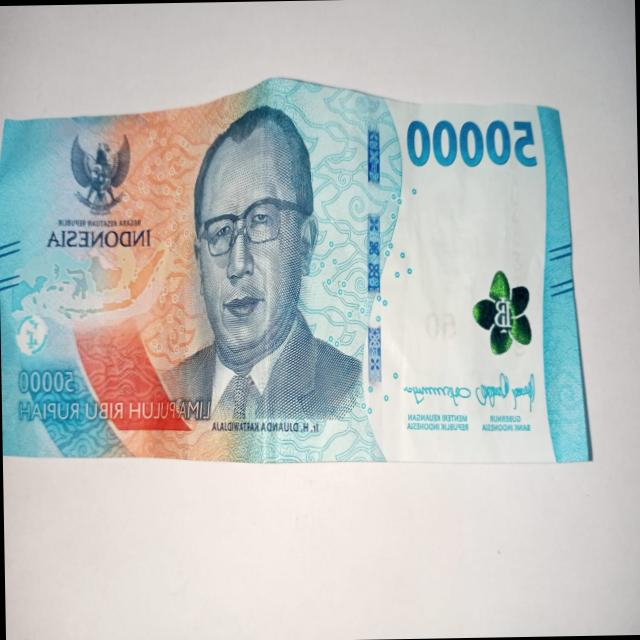 50000
NEGARA KESATUAN REPUBLIK
INDONESIA
50000
LIMA PULUH RIBU RUPIAH
Ir. H. DJUANDA KARTAWIDJAJA
GUBERNUR
BANK INDONESIA
MENTERI KEUANGAN
REPUBLIK INDONESIA